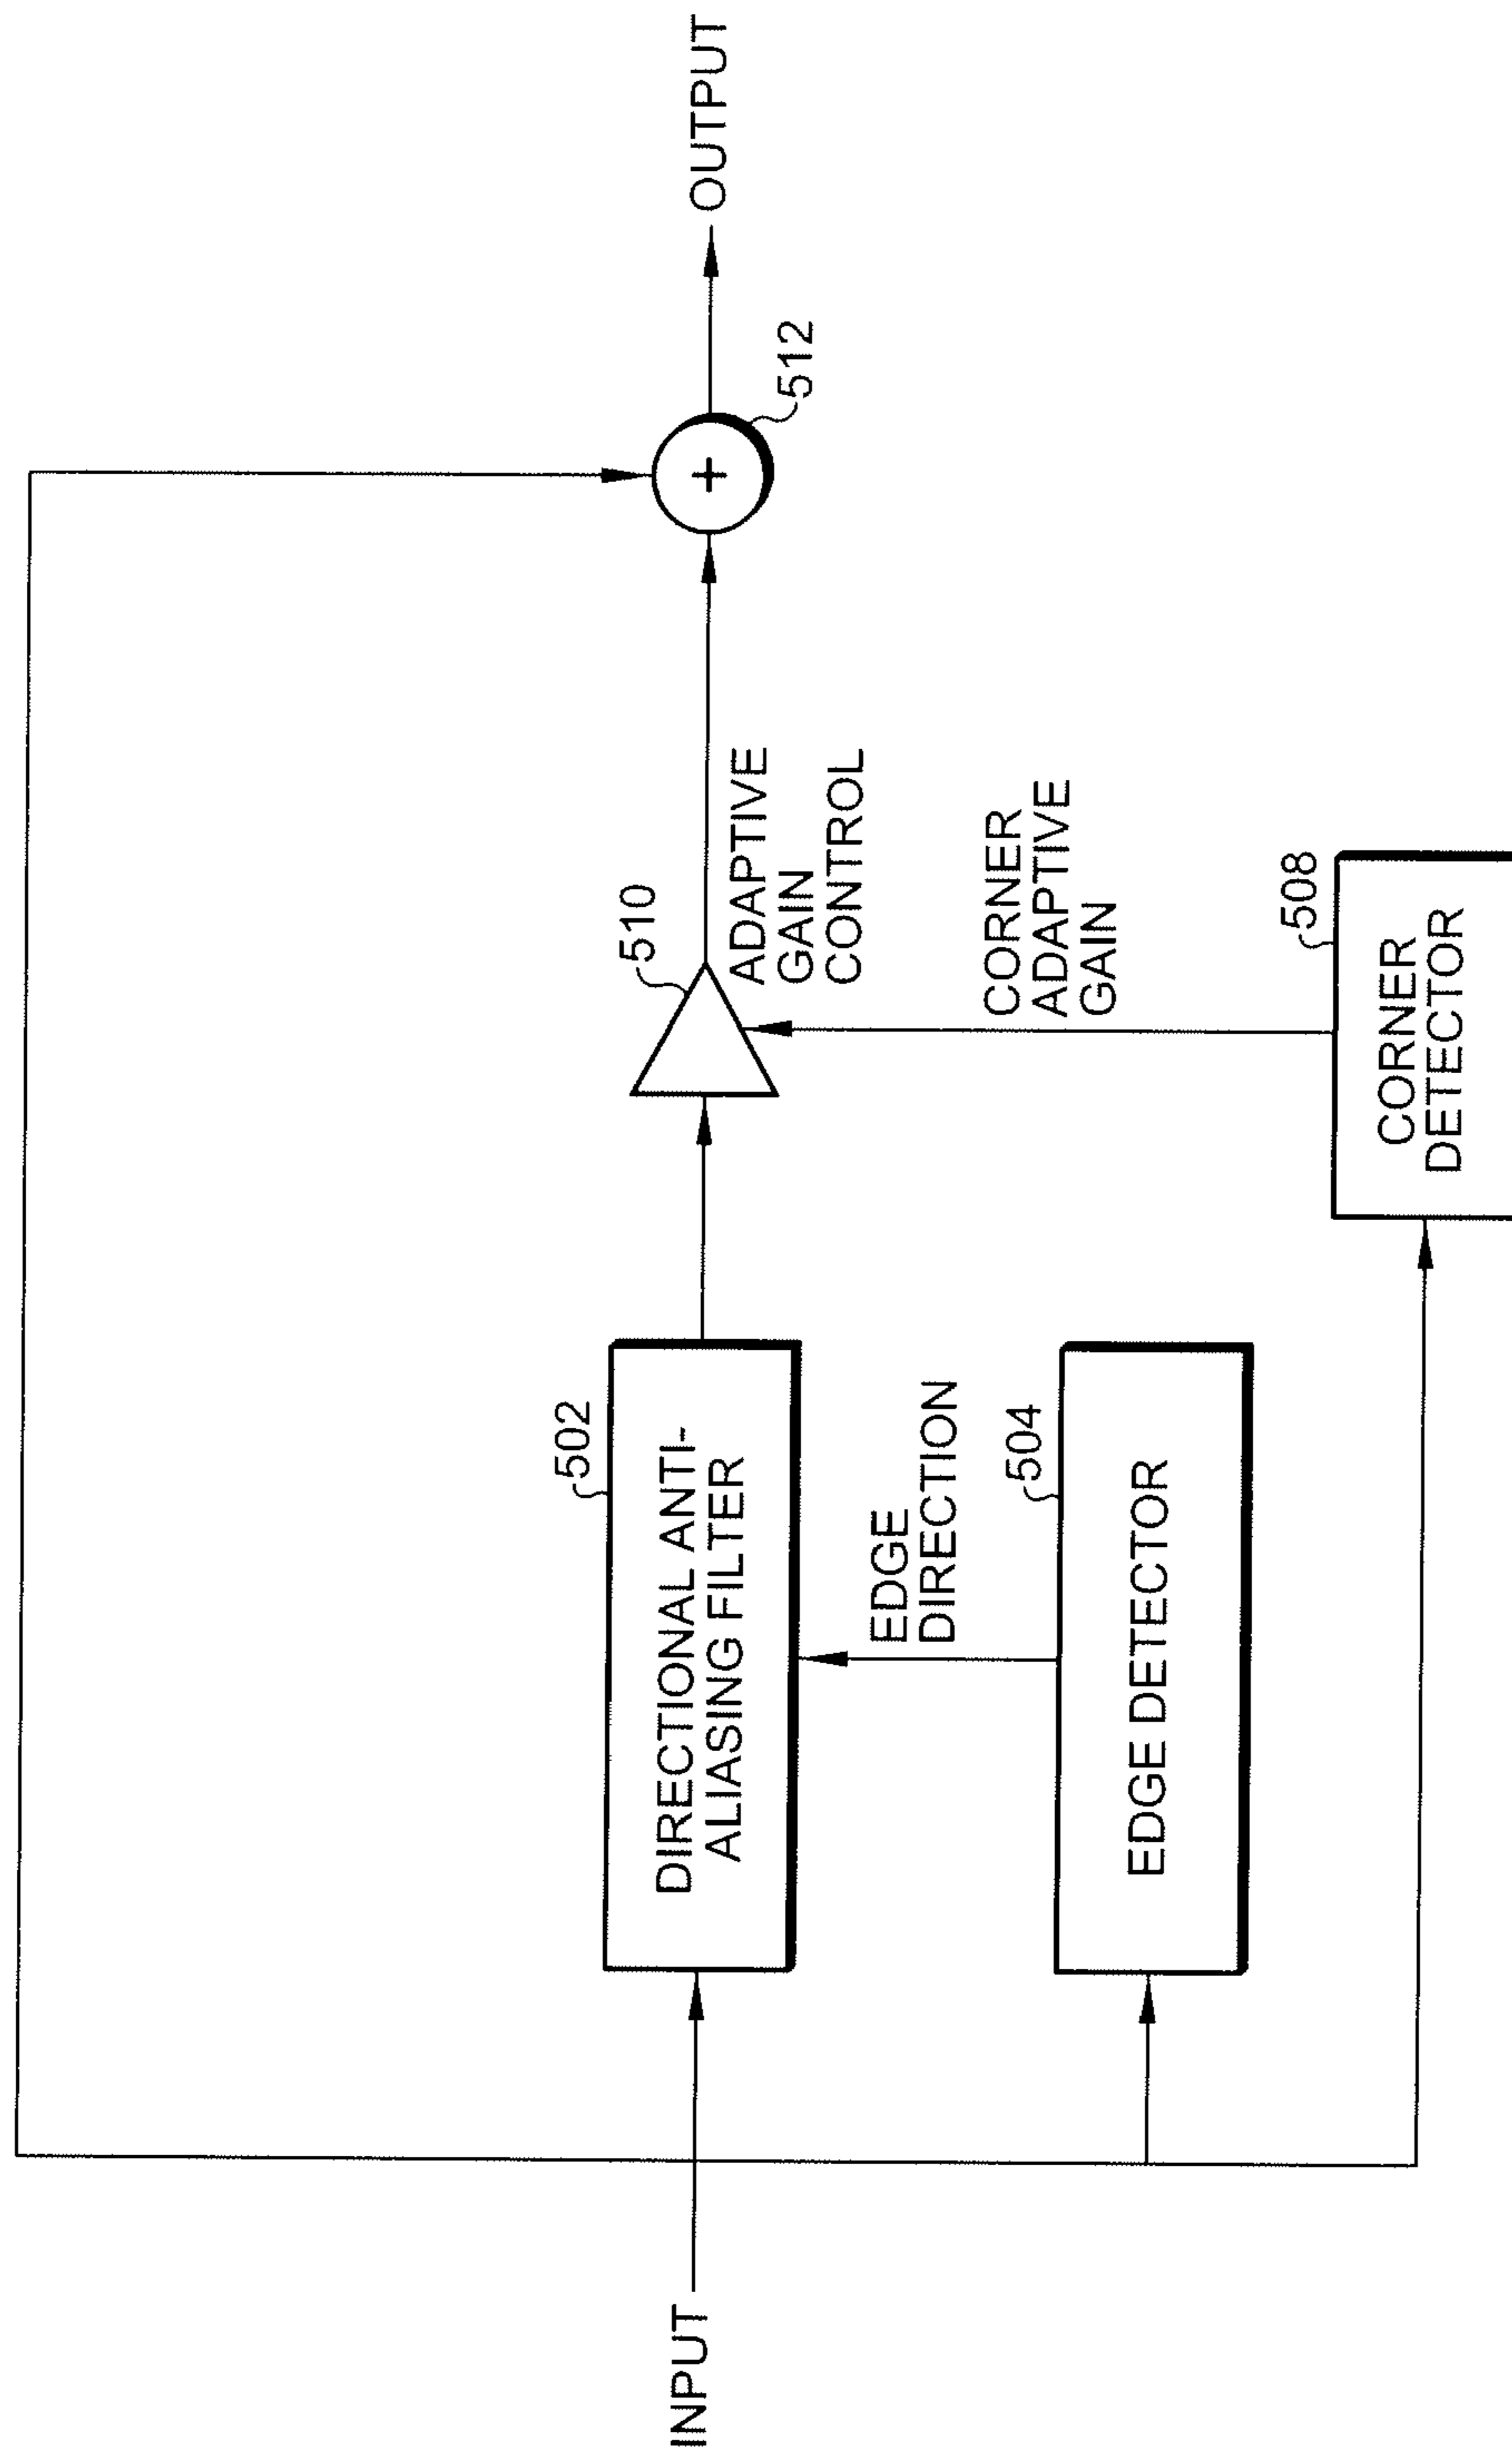 INPUT
502
DIRECTIONAL ANTI-
ALIASING FILTER
EDGE
DIRECTION
504
EDGE DETECTOR
510
ADAPTIVE
GAIN
CONTROL
CORNER
ADAPTIVE
GAIN
508
CORNER
DETECTOR
+
512
OUTPUT